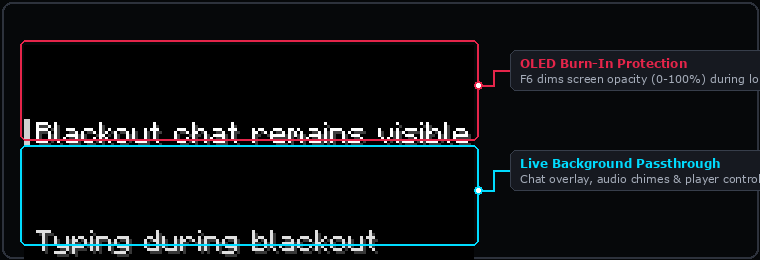 OLED Burn-In Protection
F6 dims screen opacity (0-100%) during lo
Blackout chat remains visible
Live Background Passthrough
Chat overlay, audio chimes & player control
Typing during blackout